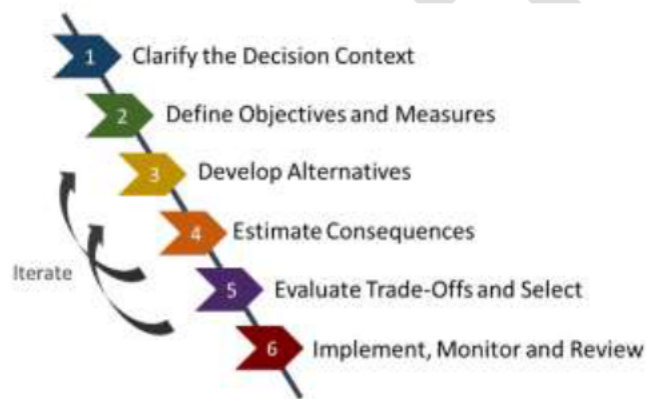 1 Clarify the Decision Context
2 Define Objectives and Measures
3 Develop Alternatives
4 Estimate Consequences
Iterate
5 Evaluate Trade-Offs and Select
6 Implement, Monitor and Review